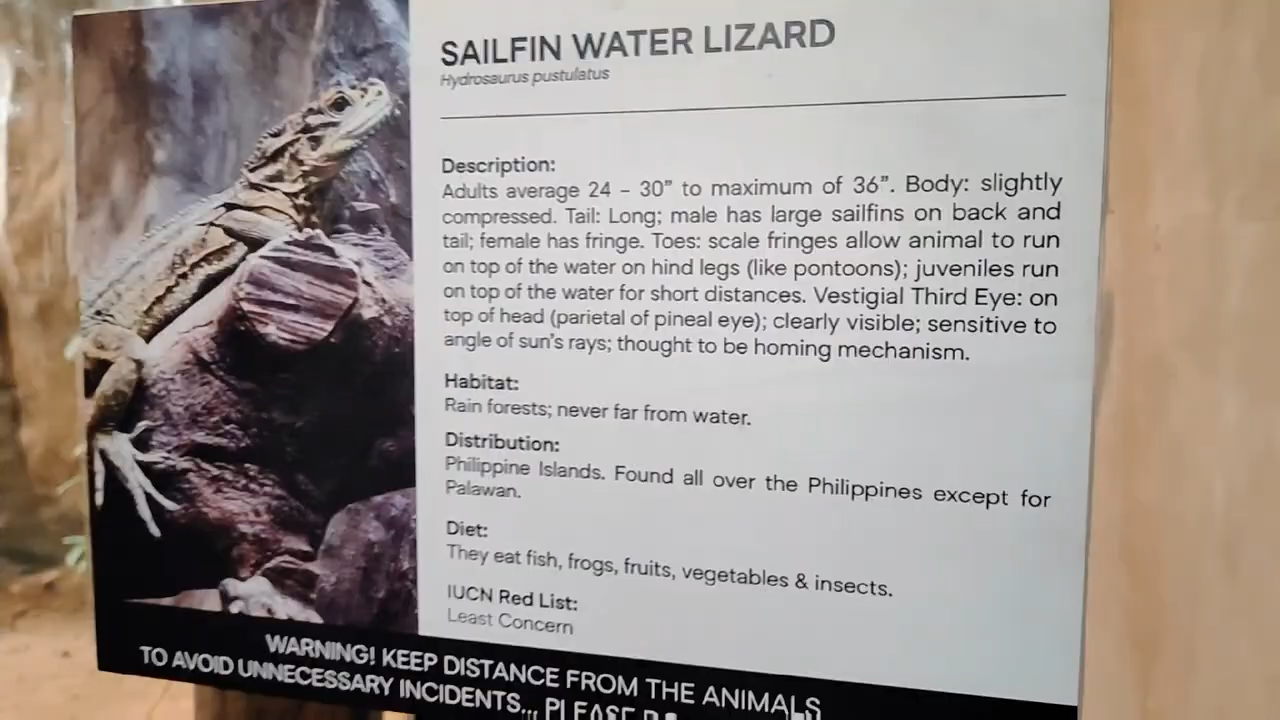 SAILFIN WATER LIZARD
Hydrosaurus pustulatus
Description:
Adults average 24 – 30” to maximum of 36”. Body: slightly
compressed. Tail: Long; male has large sailfins on back and
tail; female has fringe. Toes: scale fringes allow animal to run
on top of the water on hind legs (like pontoons); juveniles run
on top of the water for short distances. Vestigial Third Eye: on
top of head (parietal of pineal eye); clearly visible; sensitive to
angle of sun’s rays; thought to be homing mechanism.
Habitat:
Rain forests; never far from water.
Distribution:
Philippine Islands. Found all over the Philippines except for
Palawan.
Diet:
They eat fish, frogs, fruits, vegetables & insects.
IUCN Red List:
Least Concern
WARNING! KEEP DISTANCE FROM THE ANIMALS
TO AVOID UNNECESSARY INCIDENTS... PLEASE